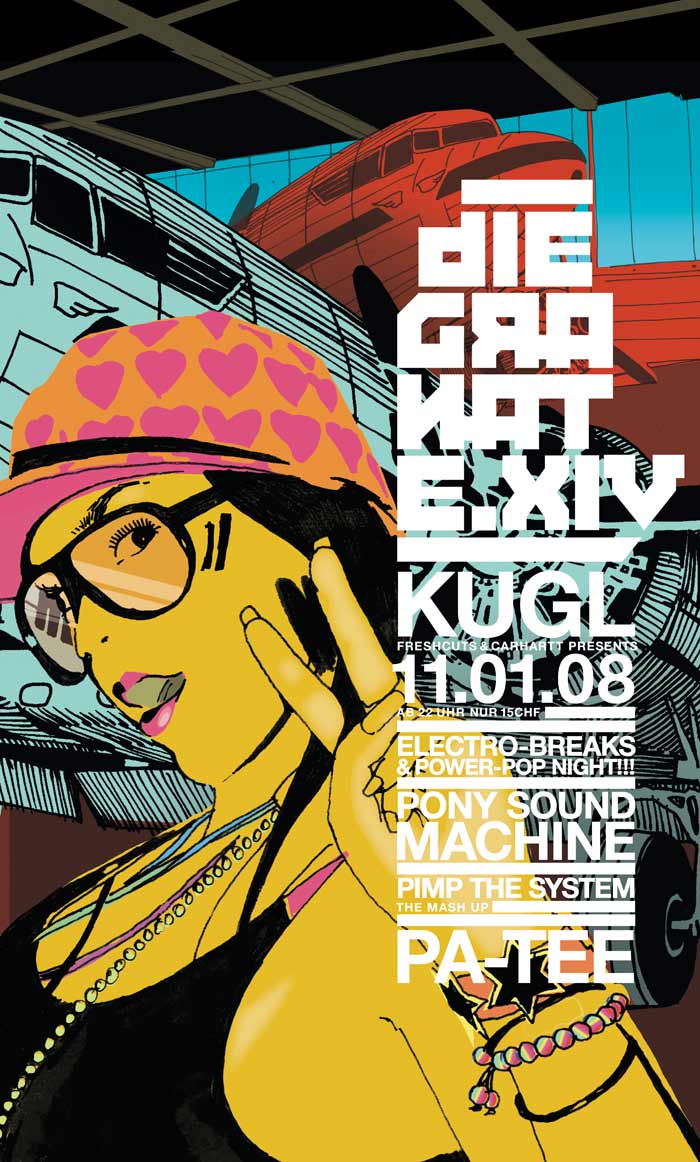 dIE
GRA
NAT
E.XIV
KUGL
FRESHCUTS & CARHARTT PRESENTS
11.01.08
AB 22 UHR NUR 15CHF
ELECTRO-BREAKS
& POWER-POP NIGHT!!!
PONY SOUND
MACHINE
PIMP THE SYSTEM
THE MASH UP
PA-TEE